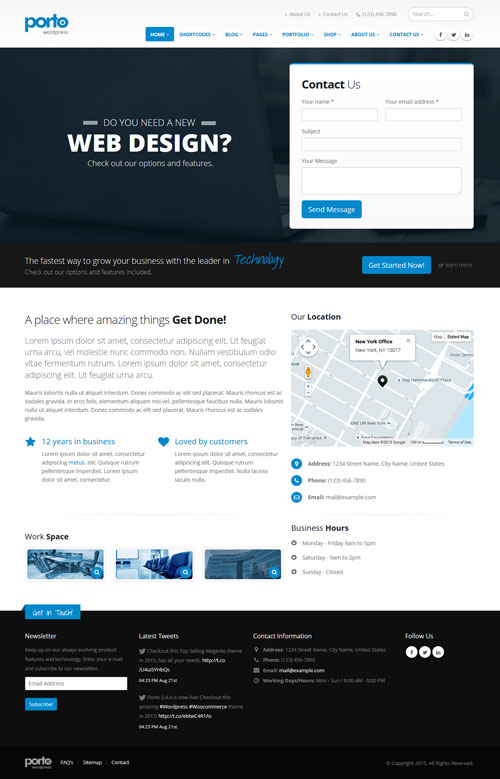 porto
wordpress
About Us
Contact Us
(123) 456-7890
Search...
HOME
SHORTCODES
BLOG
PAGES
PORTFOLIO
SHOP
ABOUT US
CONTACT US
DO YOU NEED A NEW
WEB DESIGN?
Check out our options and features.
Contact Us
Your name *
Your email address *
Subject
Your Message
Send Message
The fastest way to grow your business with the leader in Technology
Check out our options and features included.
Get Started Now!
or learn more.
A place where amazing things Get Done!
Lorem ipsum dolor sit amet, consectetur adipiscing elit. Ut feugiat
urna arcu, vel molestie nunc commodo non. Nullam vestibulum odio
vitae fermentum rutrum. Lorem ipsum dolor sit amet, consectetur
adipiscing elit. Ut feugiat urna arcu.
Mauris lobortis nulla ut aliquet interdum. Donec commodo ac elit sed placerat. Mauris rhoncus est ac
sodales gravida. In eros felis, elementum aliquam nisi vel, pellentesque faucibus nulla. Mauris lobortis
nulla ut aliquet interdum. Donec commodo ac elit sed placerat. Mauris rhoncus est ac sodales
gravida.
12 years in business
Lorem ipsum dolor sit amet, consectetur
adipiscing metus, elit. Quisque rutrum
pellentesque imperdiet. Lorem ipsum
dolor sit amet, consectetur.
Loved by customers
Lorem ipsum dolor sit amet, consectetur
adipiscing elit. Quisque rutrum
pellentesque imperdiet. Nulla lacinia
iaculis nulla.
Work Space
Our Location
New York Office
New York, NY 10017
Map
Styled Map
Dag Hammarskjold Plaza
ONE UN New York
Map data ©2015 Google
100 m
Terms of Use
Address: 1234 Street Name, City Name, United States
Phone: (123) 456-7890
Email: mail@example.com
Business Hours
Monday - Friday 9am to 5pm
Saturday - 9am to 2pm
Sunday - Closed
Get in Touch!
Newsletter
Keep up on our always evolving product
features and technology. Enter your e-mail
and subscribe to our newsletter.
Email Address
Subscribe!
Latest Tweets
Checkout this Top Selling Magento theme
in 2015, has all your needs. http://t.co
04:23 PM Aug 21st
Porto 2.4.4 is now live! Checkout this
amazing #Wordpress #Woocommerce theme
in 2015!
04:23 PM Aug 21st
Contact Information
Address: 1234 Street Name, City Name, United States
Phone: (123) 456-7890
Email: mail@example.com
Working Days/Hours: Mon - Sun / 9:00 AM - 8:00 PM
Follow Us
porto
wordpress
FAQ's
Sitemap
Contact
© Copyright 2015. All Rights Reserved.